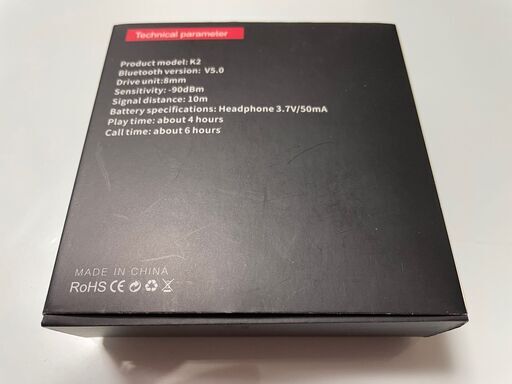 Technical parameter
Product model: K2
Bluetooth version: V5.0
Drive unit:8mm
Sensitivity: -90dBm
Signal distance: 10m
Battery specifications: Headphone 3.7V/50mA
Play time: about 4 hours
Call time: about 6 hours
MADE IN CHINA
RoHS CE